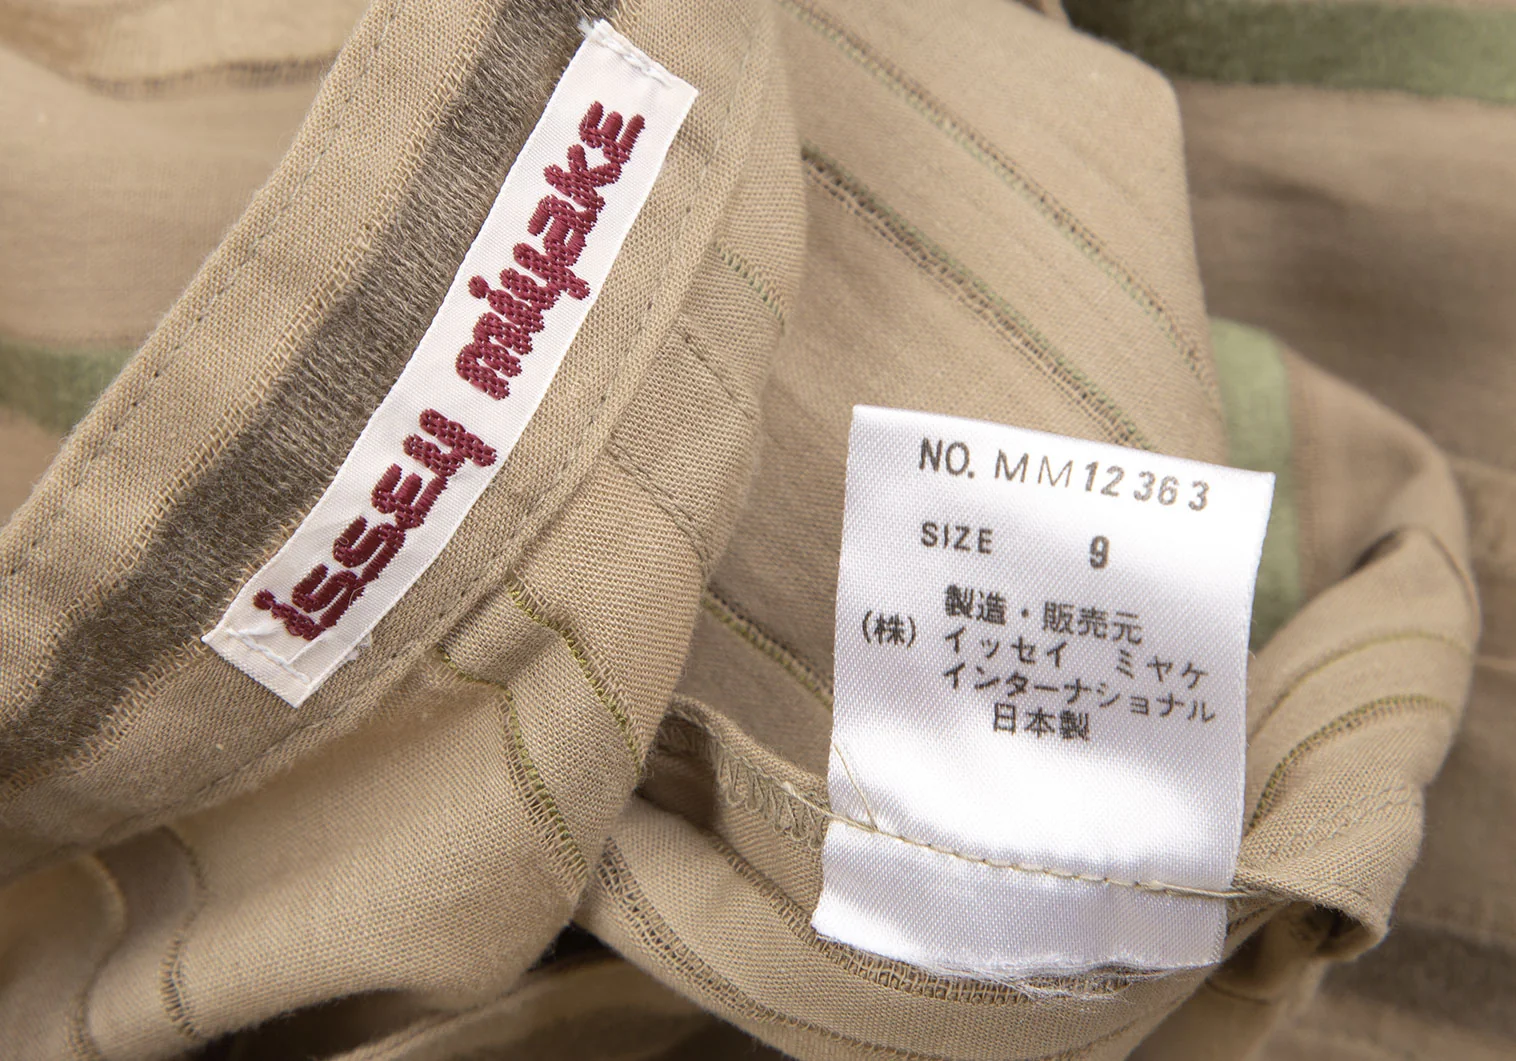 issey miyake
NO. MM12363
SIZE 9
製造・販売元
(株) イッセイ ミヤケ
インターナショナル
日本製